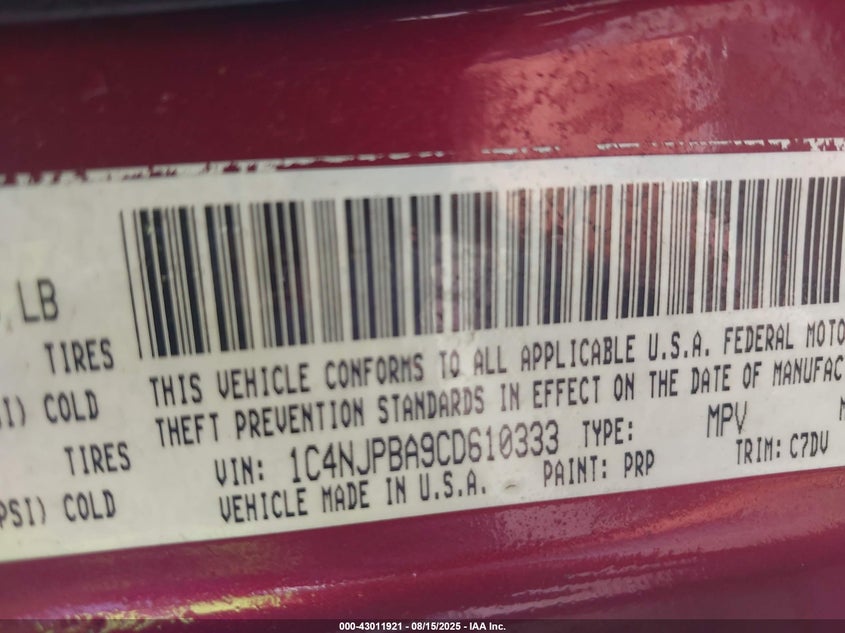 LB
TIRES
COLD
TIRES
PSI) COLD
THIS VEHICLE CONFORMS TO ALL APPLICABLE U.S.A. FEDERAL MOTO
THEFT PREVENTION STANDARDS IN EFFECT ON THE DATE OF MANUFAC
VIN: 1C4NJPBA9CD610333 TYPE: MPV
VEHICLE MADE IN U.S.A. PAINT: PRP TRIM: C7DV
000-43011921 - 08/15/2025 - IAA Inc.